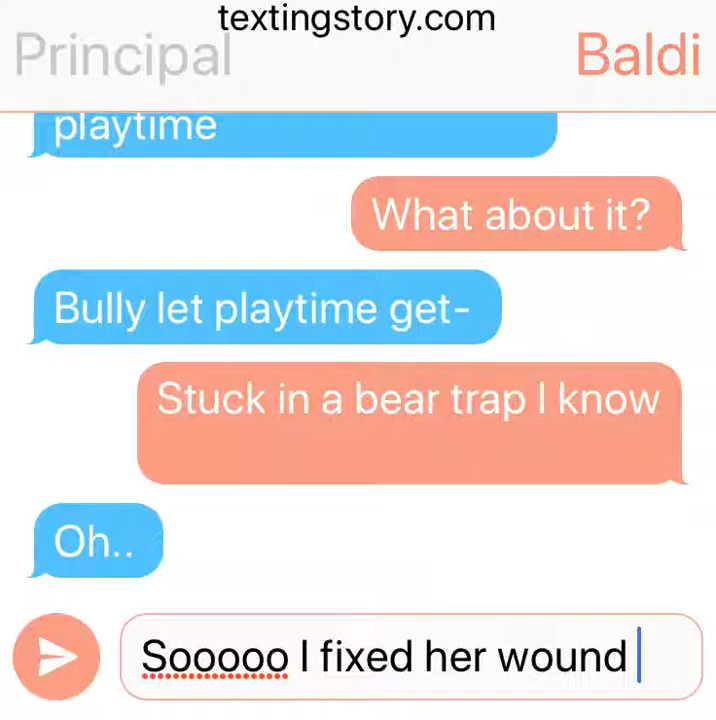 textingstory.com
Principal
Baldi
playtime
What about it?
Bully let playtime get-
Stuck in a bear trap I know
Oh..
Sooooo I fixed her wound